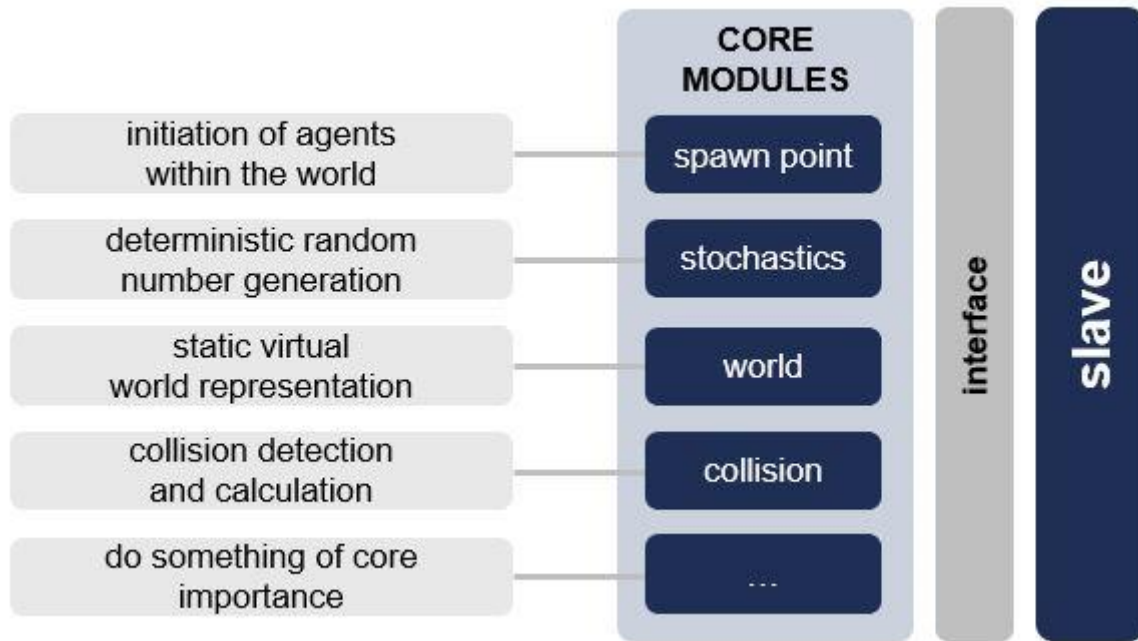 CORE
MODULES
initiation of agents
within the world
spawn point
deterministic random
number generation
stochastics
static virtual
world representation
world
collision detection
and calculation
collision
do something of core
importance
...
interface
slave